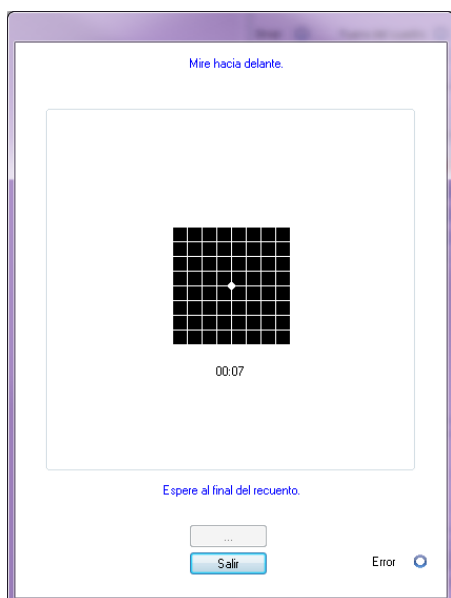 Mire hacia delante.
00:07
Espere al final del recuento.
...
Salir
Error